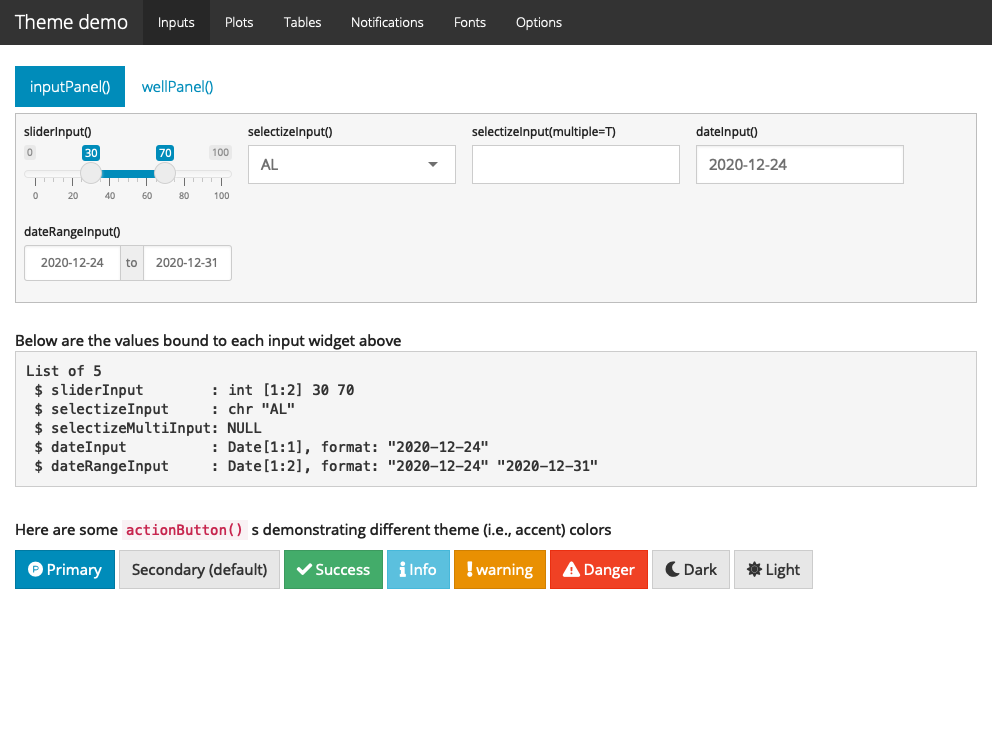 Theme demo Inputs Plots Tables Notifications Fonts Options
inputPanel() wellPanel()
sliderInput() selectizeInput() selectizeInput(multiple=T) dateInput()
0 30 70 100
AL 2020-12-24
0 20 40 60 80 100
dateRangeInput()
2020-12-24 to 2020-12-31
Below are the values bound to each input widget above
List of 5
 $ sliderInput        : int [1:2] 30 70
 $ selectizeInput     : chr "AL"
 $ selectizeMultiInput: NULL
 $ dateInput          : Date[1:1], format: "2020-12-24"
 $ dateRangeInput     : Date[1:2], format: "2020-12-24" "2020-12-31"
Here are some actionButton() s demonstrating different theme (i.e., accent) colors
Primary Secondary (default) Success Info warning Danger Dark Light